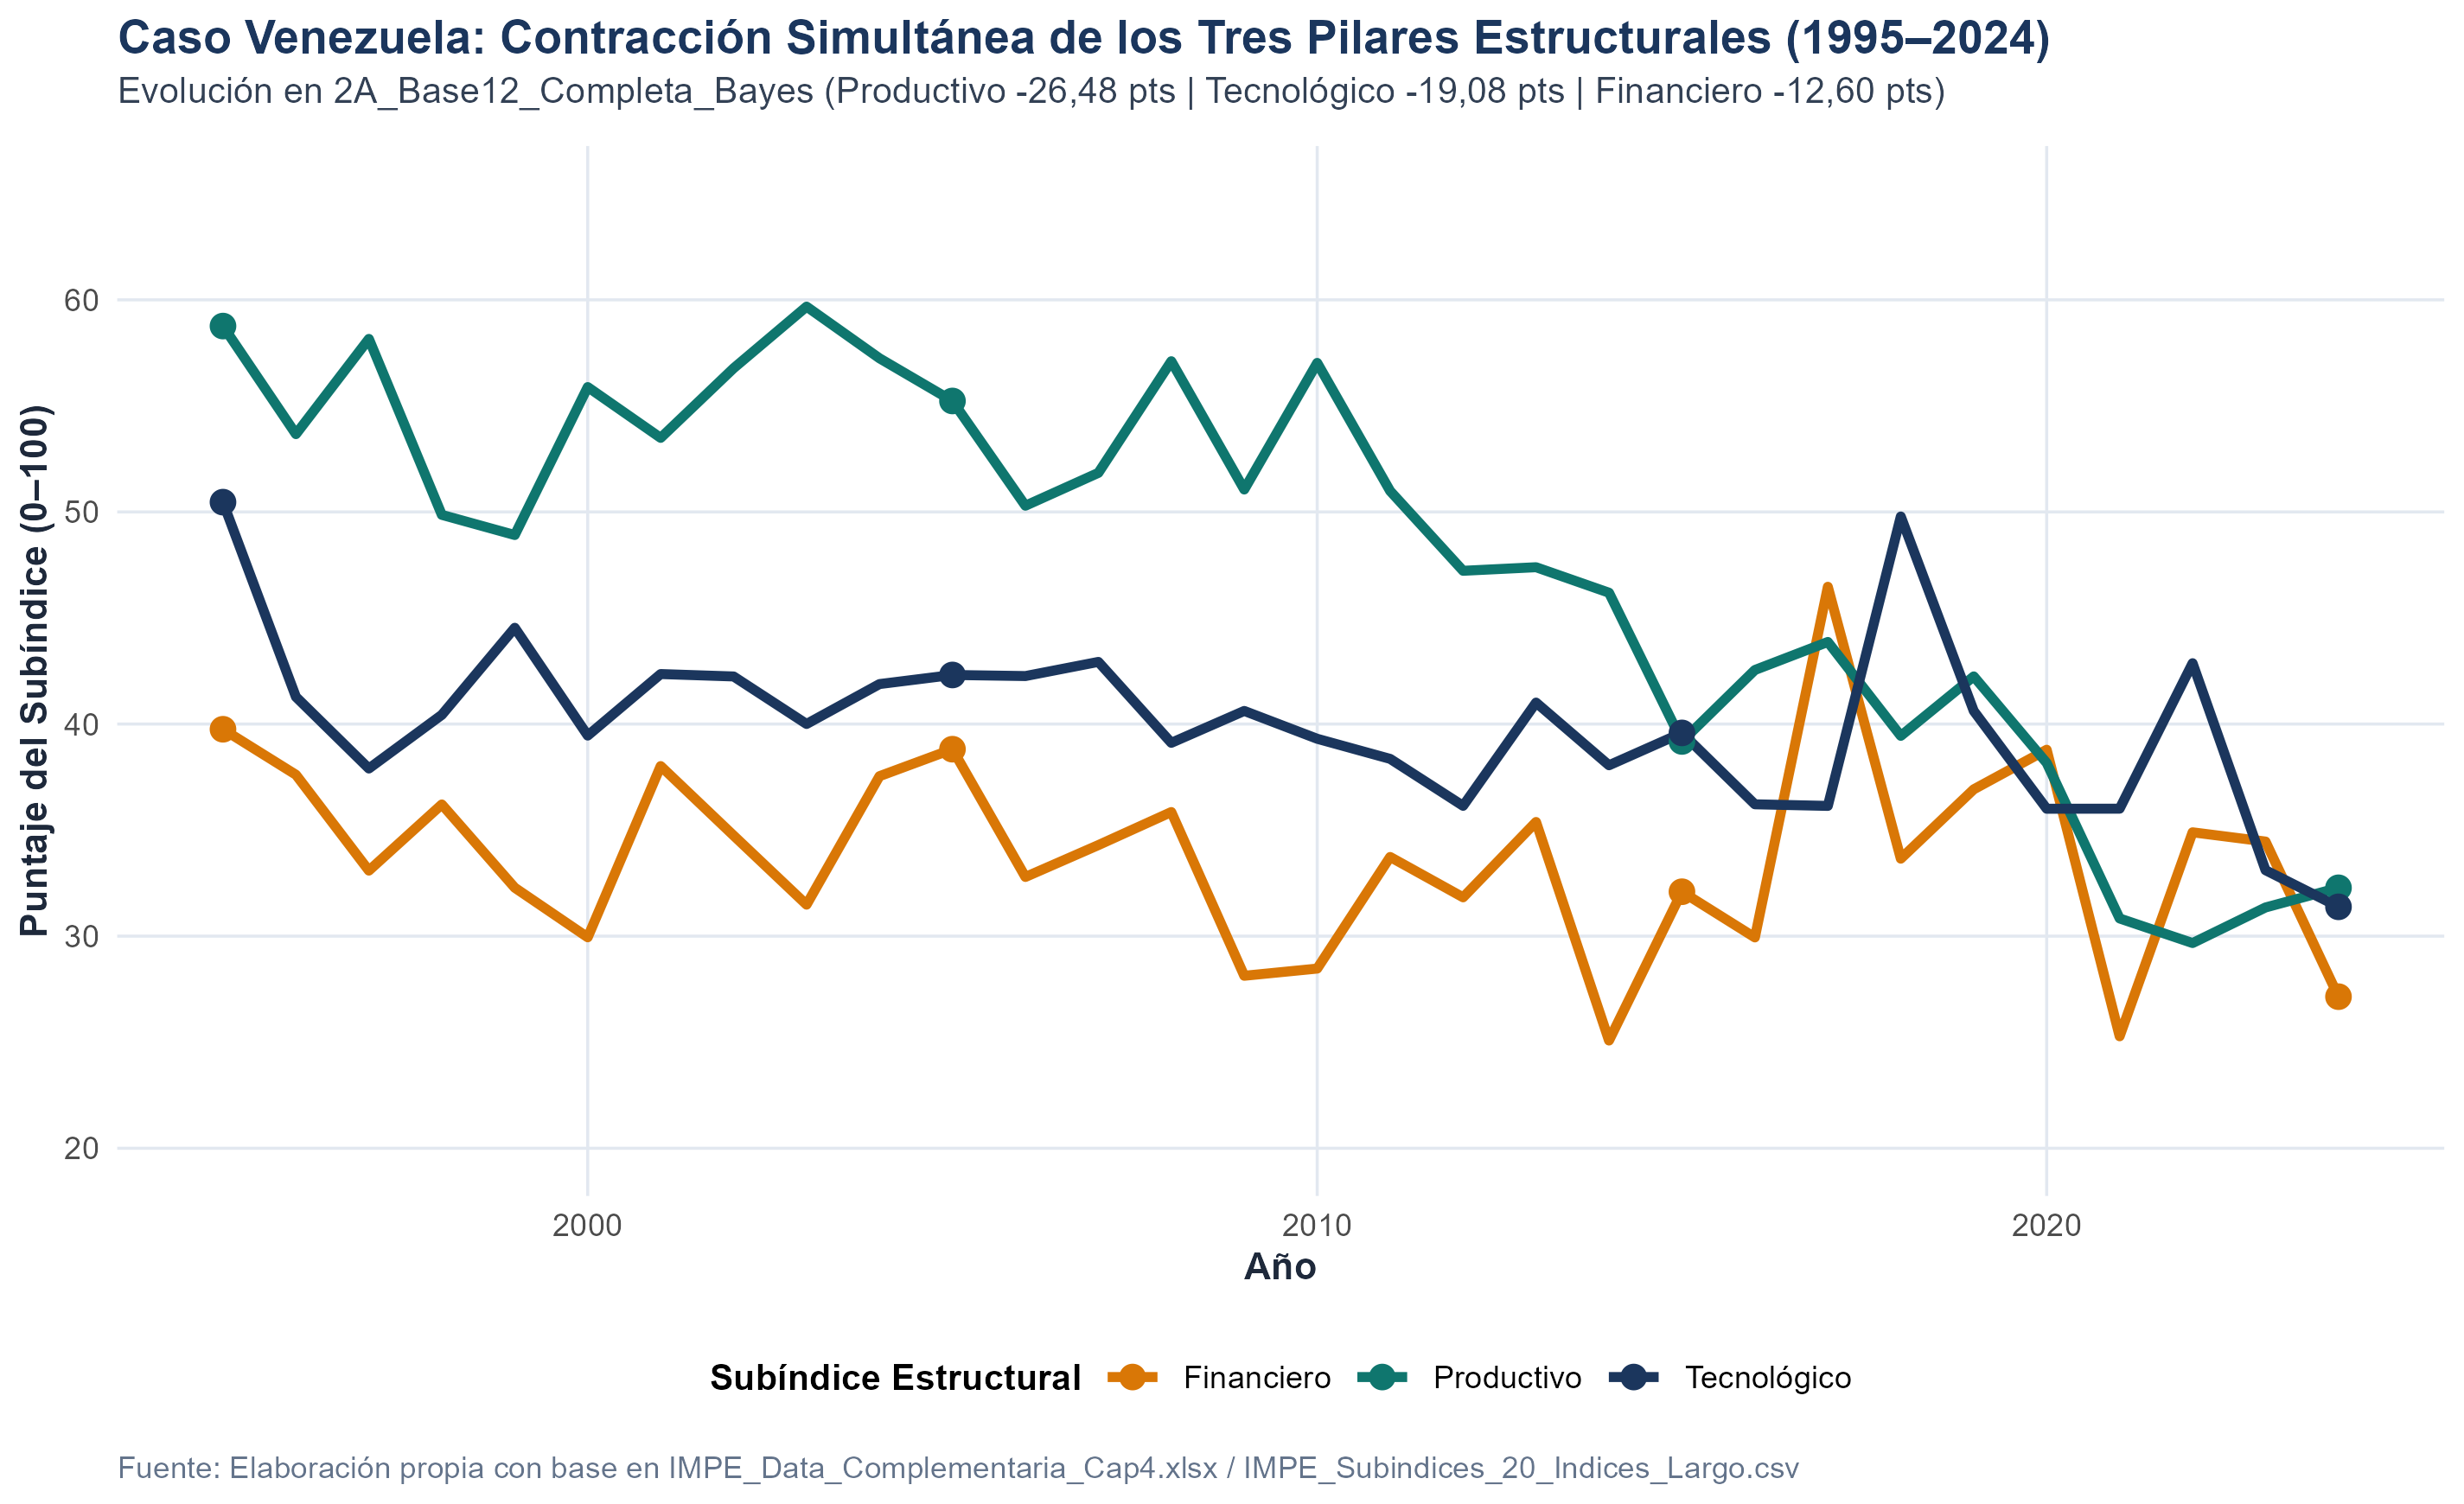 Caso Venezuela: Contracción Simultánea de los Tres Pilares Estructurales (1995–2024)
Evolución en 2A_Base12_Completa_Bayes (Productivo -26,48 pts | Tecnológico -19,08 pts | Financiero -12,60 pts)
Puntaje del Subíndice (0–100)
60
50
40
30
20
2000 2010 2020
Año
Subíndice Estructural Financiero Productivo Tecnológico
Fuente: Elaboración propia con base en IMPE_Data_Complementaria_Cap4.xlsx / IMPE_Subindices_20_Indices_Largo.csv